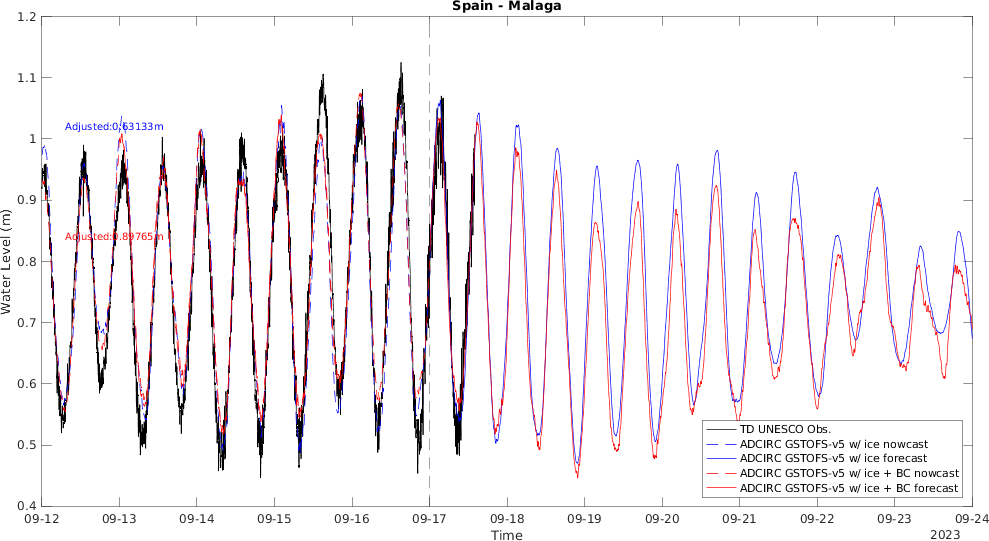 Spain - Malaga
1.2
1.1
1
0.9
0.8
0.7
0.6
0.5
0.4
Water Level (m)
Adjusted:0.63133m
Adjusted:0.89765m
TD UNESCO Obs.
ADCIRC GSTOFS-v5 w/ ice nowcast
ADCIRC GSTOFS-v5 w/ ice forecast
ADCIRC GSTOFS-v5 w/ ice + BC nowcast
ADCIRC GSTOFS-v5 w/ ice + BC forecast
09-12 09-13 09-14 09-15 09-16 09-17 09-18 09-19 09-20 09-21 09-22 09-23 09-24
Time
2023